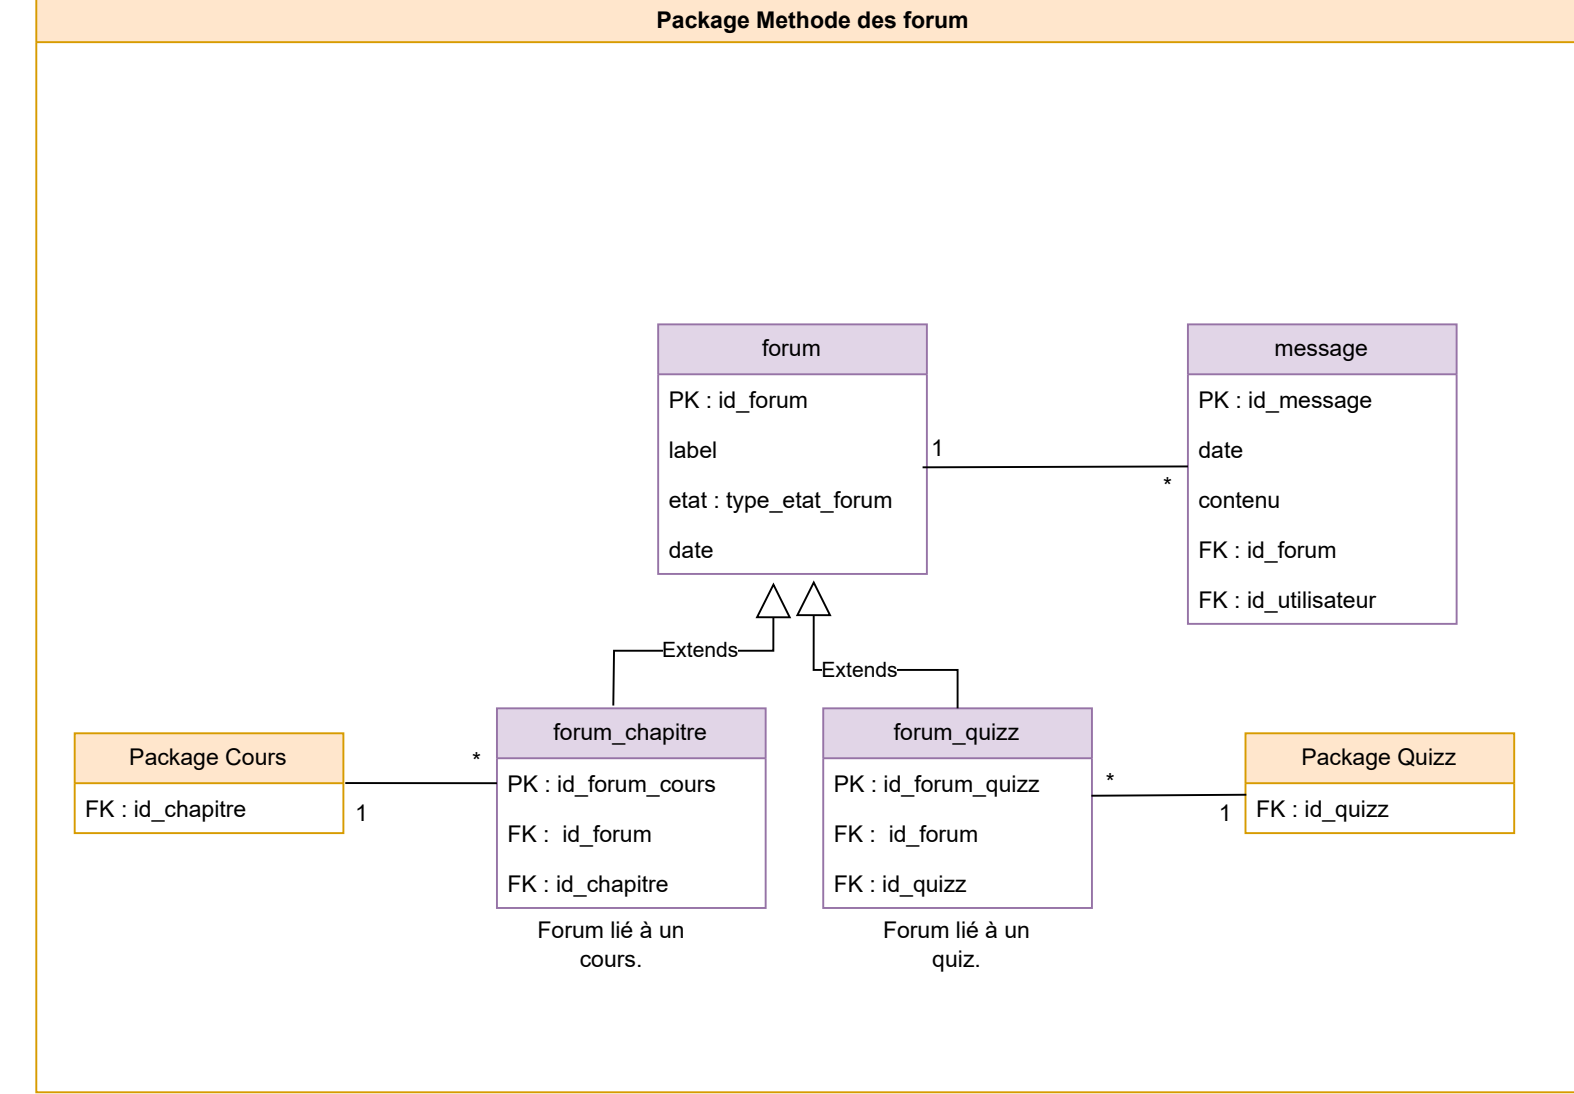 Package Methode des forum
forum
PK : id_forum
label
etat : type_etat_forum
date
1
*
message
PK : id_message
date
contenu
FK : id_forum
FK : id_utilisateur
Extends
Extends
Package Cours
FK : id_chapitre
*
1
forum_chapitre
PK : id_forum_cours
FK :  id_forum
FK : id_chapitre
Forum lié à un
cours.
forum_quizz
PK : id_forum_quizz
FK :  id_forum
FK : id_quizz
Forum lié à un
quiz.
*
1
Package Quizz
FK : id_quizz